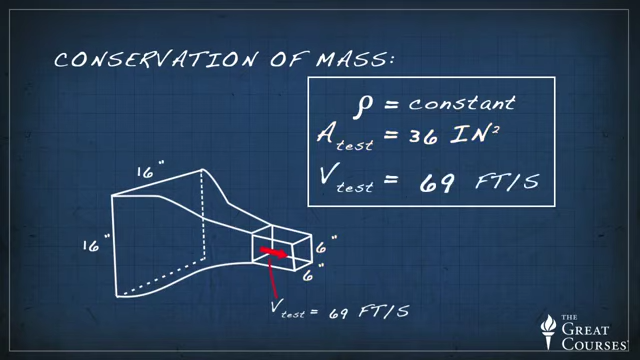 CONSERVATION OF MASS:
ρ = constant
A test = 36 IN²
V test = 69 FT/S
16"
16"
6"
6"
V test = 69 FT/S
THE
GREAT
COURSES®